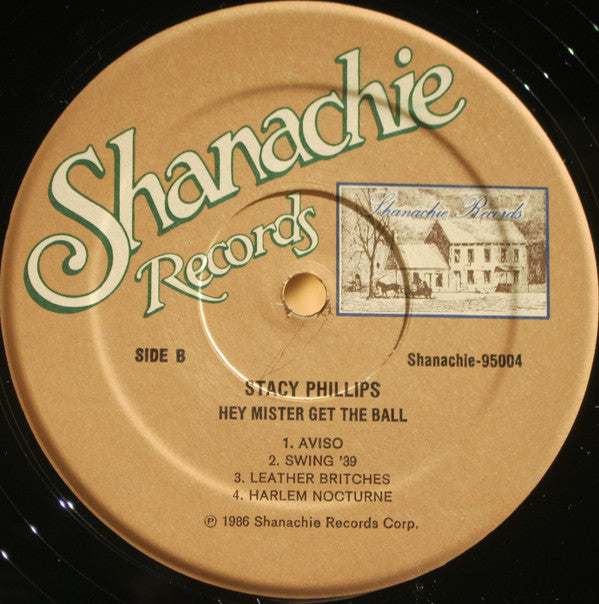 Shanachie
Records
Shanachie Records
SIDE B
Shanachie-95004
STACY PHILLIPS
HEY MISTER GET THE BALL
1. AVISO
2. SWING '39
3. LEATHER BRITCHES
4. HARLEM NOCTURNE
℗ 1986 Shanachie Records Corp.